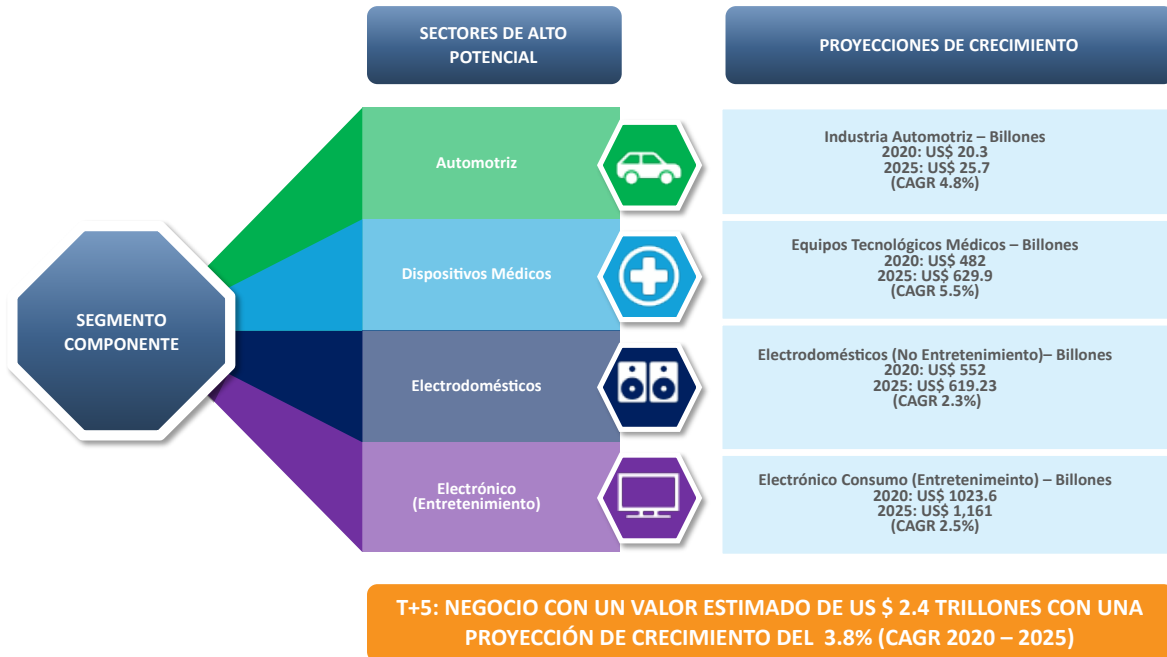 SECTORES DE ALTO
POTENCIAL
PROYECCIONES DE CRECIMIENTO
SEGMENTO
COMPONENTE
Automotriz
Industria Automotriz – Billones
2020: US$ 20.3
2025: US$ 25.7
(CAGR 4.8%)
Dispositivos Médicos
Equipos Tecnológicos Médicos – Billones
2020: US$ 482
2025: US$ 629.9
(CAGR 5.5%)
Electrodomésticos
Electrodomésticos (No Entretenimiento)– Billones
2020: US$ 552
2025: US$ 619.23
(CAGR 2.3%)
Electrónico
(Entretenimiento)
Electrónico Consumo (Entretenimeinto) – Billones
2020: US$ 1023.6
2025: US$ 1,161
(CAGR 2.5%)
T+5: NEGOCIO CON UN VALOR ESTIMADO DE US $ 2.4 TRILLONES CON UNA
PROYECCIÓN DE CRECIMIENTO DEL 3.8% (CAGR 2020 – 2025)